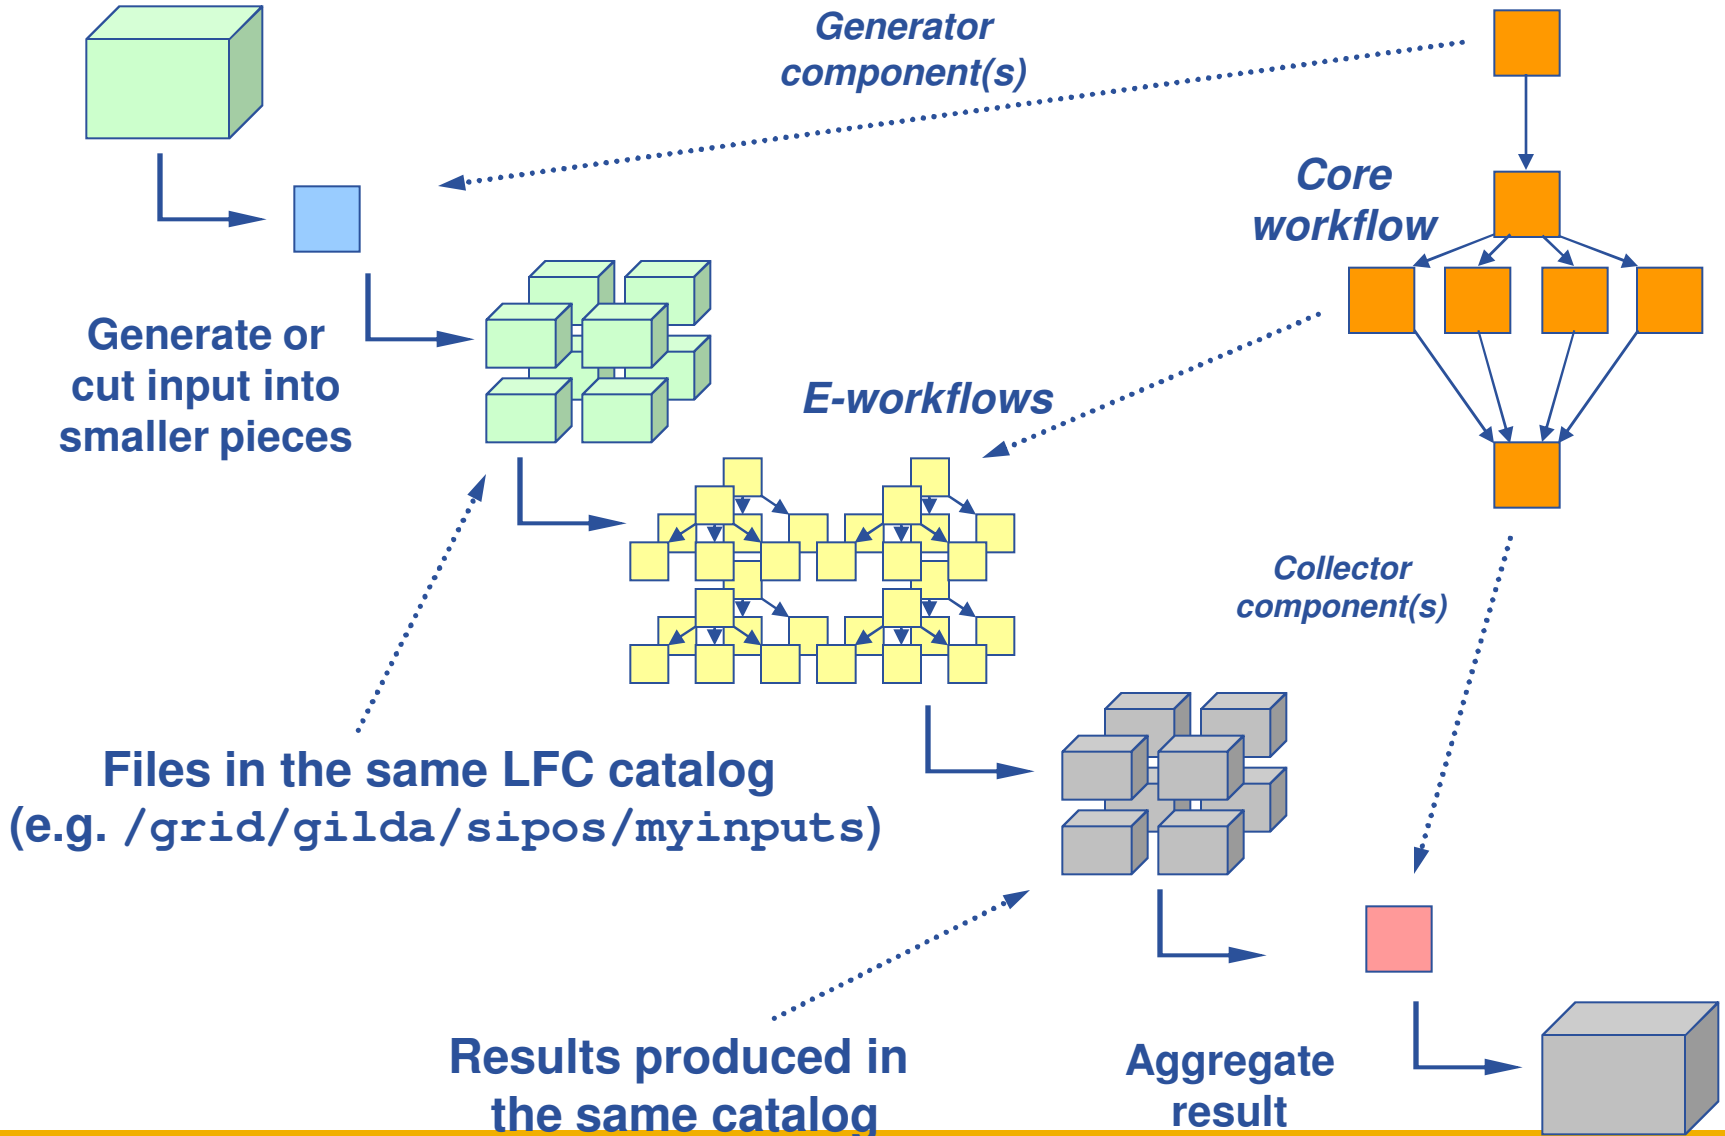 Generator
component(s)
Core
workflow
Generate or
cut input into
smaller pieces
E-workflows
Collector
component(s)
Files in the same LFC catalog
(e.g. /grid/gilda/sipos/myinputs)
Results produced in
the same catalog
Aggregate
result